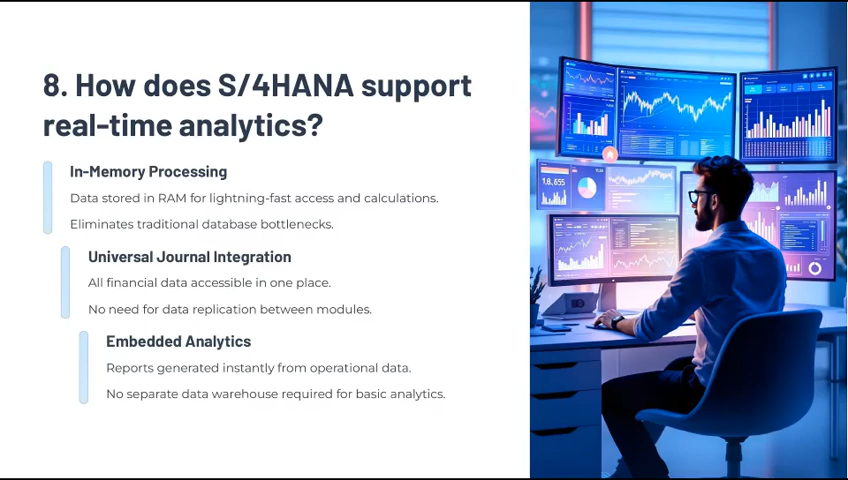 8. How does S/4HANA support
real-time analytics?
In-Memory Processing
Data stored in RAM for lightning-fast access and calculations.
Eliminates traditional database bottlenecks.
Universal Journal Integration
All financial data accessible in one place.
No need for data replication between modules.
Embedded Analytics
Reports generated instantly from operational data.
No separate data warehouse required for basic analytics.